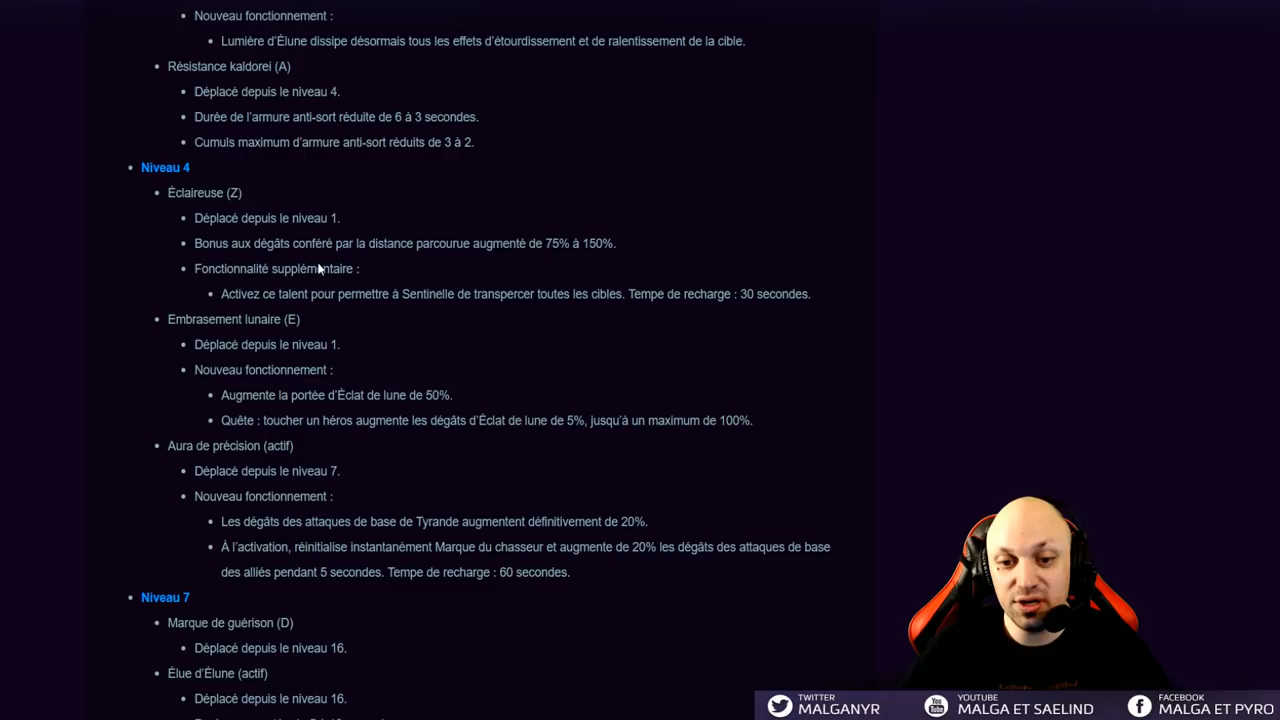 Nouveau fonctionnement :
Lumière d'Élune dissipe désormais tous les effets d'étourdissement et de ralentissement de la cible.
Résistance kaldorei (A)
Déplacé depuis le niveau 4.
Durée de l'armure anti-sort réduite de 6 à 3 secondes.
Cumuls maximum d'armure anti-sort réduits de 3 à 2.
Niveau 4
Éclaireuse (Z)
Déplacé depuis le niveau 1.
Bonus aux dégâts conféré par la distance parcourue augmenté de 75% à 150%.
Fonctionnalité supplémentaire :
Activez ce talent pour permettre à Sentinelle de transpercer toutes les cibles. Tempe de recharge : 30 secondes.
Embrasement lunaire (E)
Déplacé depuis le niveau 1.
Nouveau fonctionnement :
Augmente la portée d'Éclat de lune de 50%.
Quête : toucher un héros augmente les dégâts d'Éclat de lune de 5%, jusqu'à un maximum de 100%.
Aura de précision (actif)
Déplacé depuis le niveau 7.
Nouveau fonctionnement :
Les dégâts des attaques de base de Tyrande augmentent définitivement de 20%.
À l'activation, réinitialise instantanément Marque du chasseur et augmente de 20% les dégâts des attaques de base
des alliés pendant 5 secondes. Tempe de recharge : 60 secondes.
Niveau 7
Marque de guérison (D)
Déplacé depuis le niveau 16.
Élue d'Élune (actif)
Déplacé depuis le niveau 16.
TWITTER
MALGANYR
YOUTUBE
MALGA ET SAELIND
FACEBOOK
MALGA ET PYRO